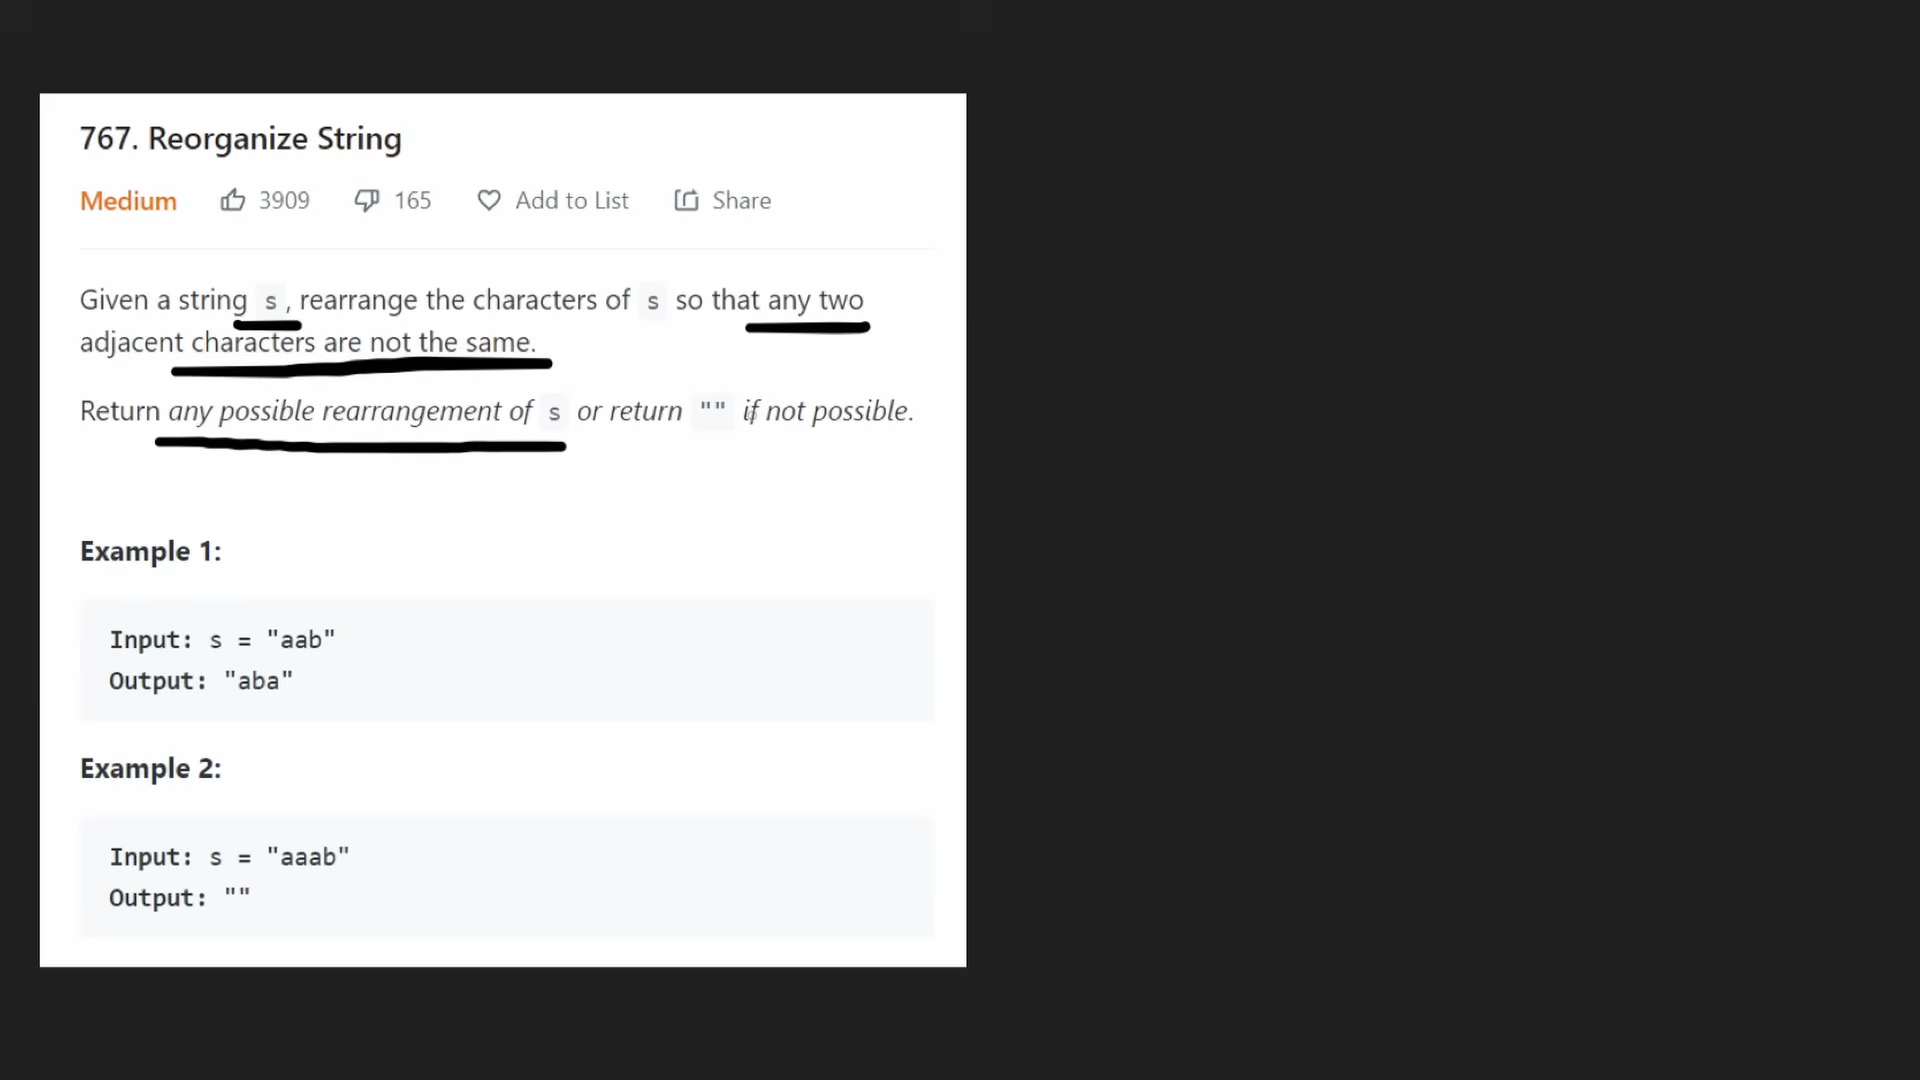 767. Reorganize String
Medium 3909 165 Add to List Share
Given a string s, rearrange the characters of s so that any two
adjacent characters are not the same.
Return any possible rearrangement of s or return "" if not possible.
Example 1:
Input: s = "aab"
Output: "aba"
Example 2:
Input: s = "aaab"
Output: ""